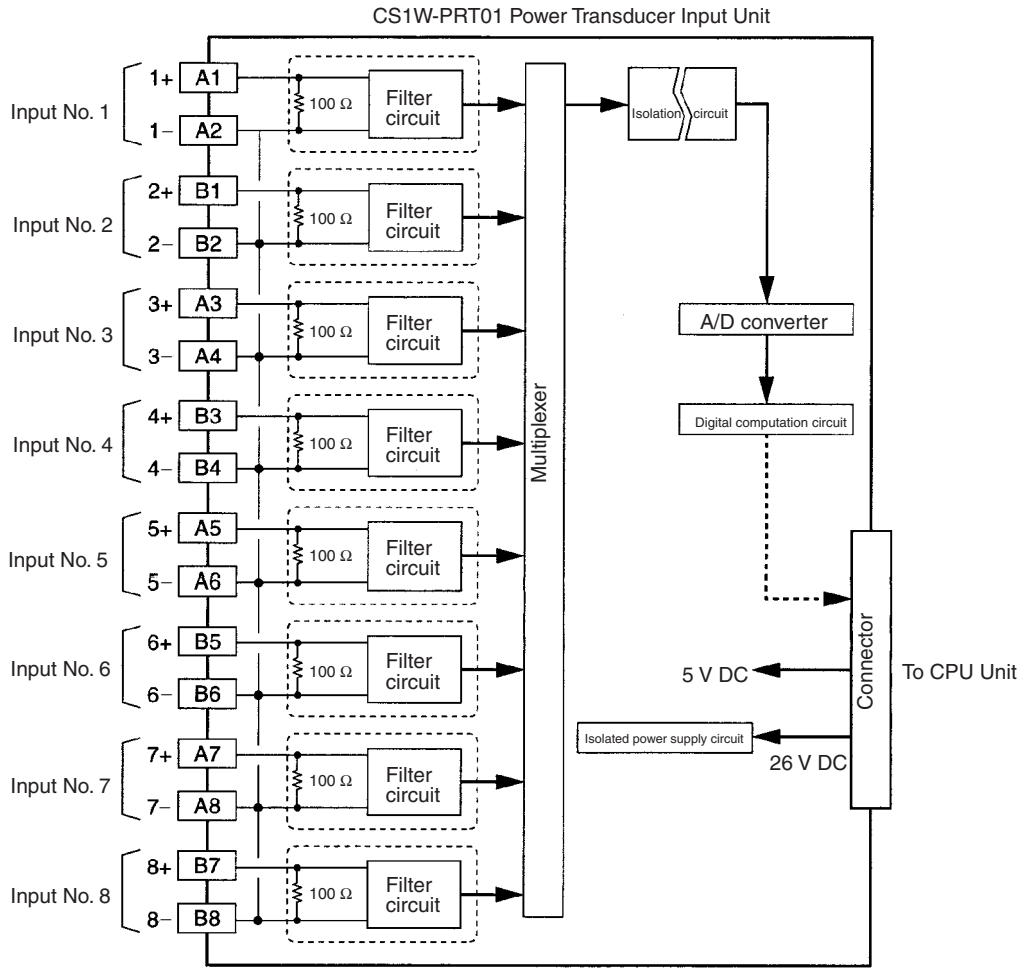 CS1W-PRT01 Power Transducer Input Unit
Input No. 1
1+
A1
1−
A2
100 Ω
Filter
circuit
Input No. 2
2+
B1
2−
B2
100 Ω
Filter
circuit
Input No. 3
3+
A3
3−
A4
100 Ω
Filter
circuit
Input No. 4
4+
B3
4−
B4
100 Ω
Filter
circuit
Input No. 5
5+
A5
5−
A6
100 Ω
Filter
circuit
Input No. 6
6+
B5
6−
B6
100 Ω
Filter
circuit
Input No. 7
7+
A7
7−
A8
100 Ω
Filter
circuit
Input No. 8
8+
B7
8−
B8
100 Ω
Filter
circuit
Multiplexer
Isolation circuit
A/D converter
Digital computation circuit
Connector
To CPU Unit
5 V DC
Isolated power supply circuit
26 V DC